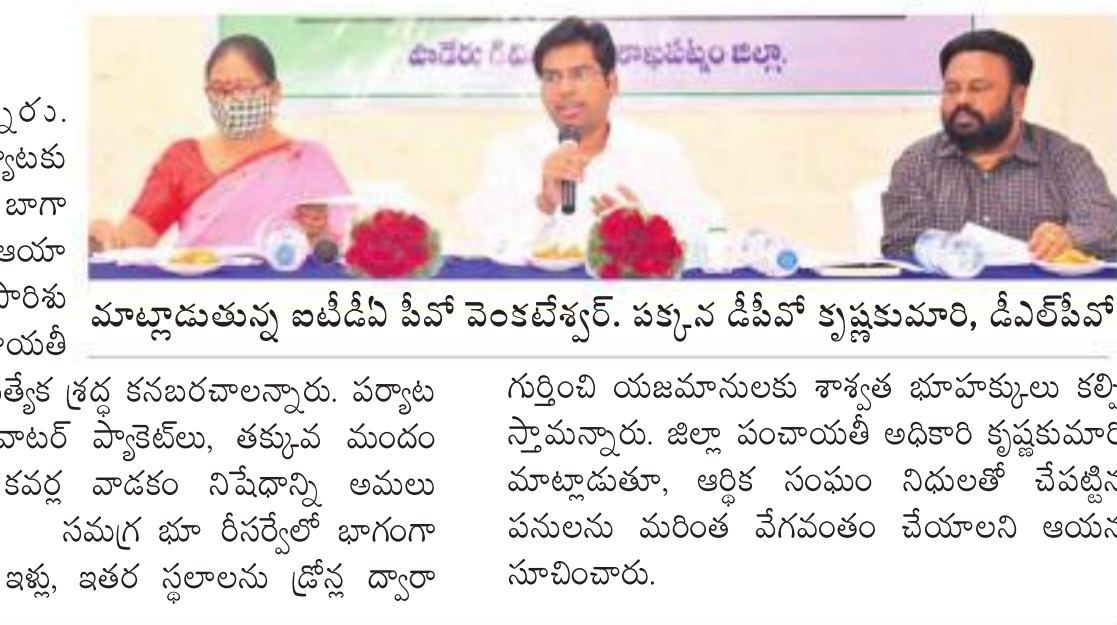 పాడేరు
జిల్లా.
న్నారు.
బాగా
మాట్లాడుతున్న ఐటీడీఏ పీవో వెంకటేశ్వర్. పక్కన డీపీవో కృష్ణకుమారి, డీఎల్‌పీవో
శ్రద్ధ కనబరచాలన్నారు. పర్యాట
వాటర్ ప్యాకెట్‌లు, తక్కువ మందం
కవర్ల వాడకం నిషేధాన్ని అమలు
సమగ్ర భూ రీసర్వేలో భాగంగా
ఇళ్లు, ఇతర స్థలాలను డ్రోన్ల ద్వారా
గుర్తించి యజమానులకు శాశ్వత భూహక్కులు కల్పి
స్తామన్నారు. జిల్లా పంచాయతీ అధికారి కృష్ణకుమారి
మాట్లాడుతూ, ఆర్థిక సంఘం నిధులతో చేపట్టిన
పనులను మరింత వేగవంతం చేయాలని ఆయన
సూచించారు.